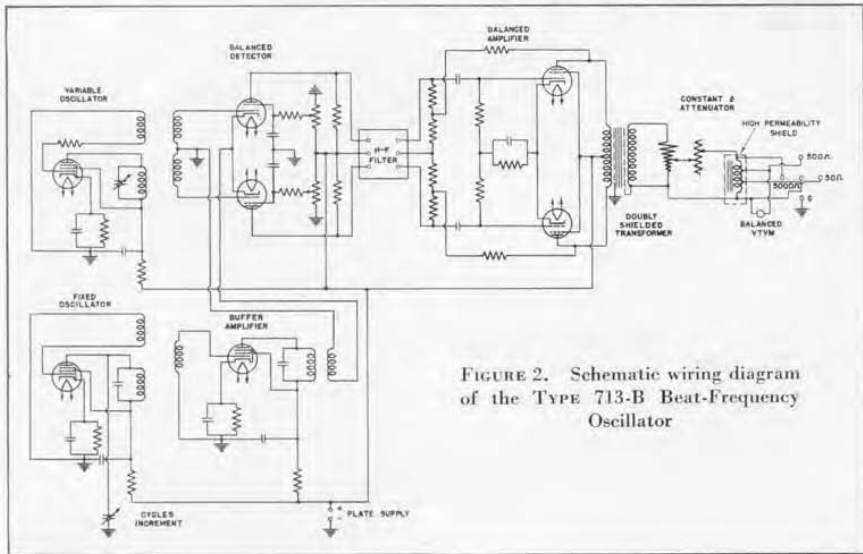 VARIABLE
OSCILLATOR
BALANCED
DETECTOR
BALANCED
AMPLIFIER
H-F
FILTER
CONSTANT Z
ATTENUATOR
HIGH PERMEABILITY
SHIELD
500Ω
5000Ω
50Ω
0
DOUBLY
SHIELDED
TRANSFORMER
BALANCED
VTVM
FIXED
OSCILLATOR
BUFFER
AMPLIFIER
CYCLES
INCREMENT
+
-
PLATE SUPPLY
FIGURE 2. Schematic wiring diagram
of the TYPE 713-B Beat-Frequency
Oscillator